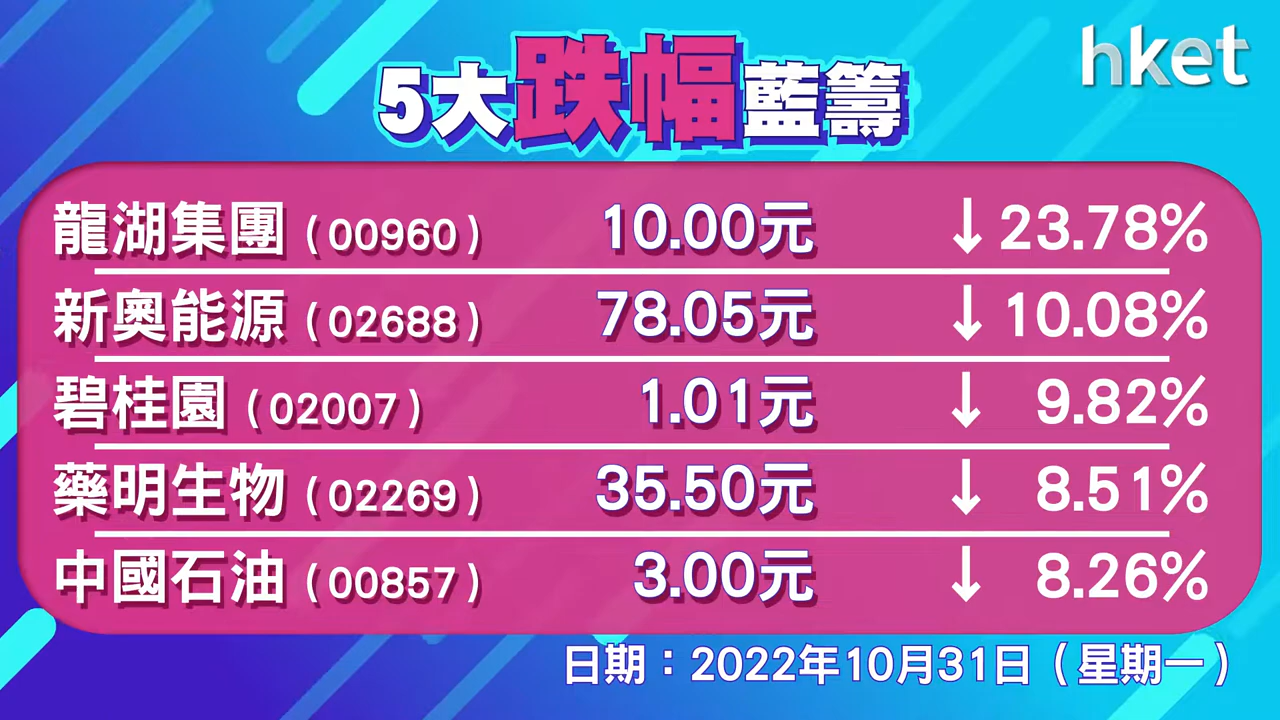 hket
5大跌幅藍籌
龍湖集團（00960） 10.00元 ↓23.78%
新奧能源（02688） 78.05元 ↓10.08%
碧桂園（02007） 1.01元 ↓ 9.82%
藥明生物（02269） 35.50元 ↓ 8.51%
中國石油（00857） 3.00元 ↓ 8.26%
日期：2022年10月31日（星期一）